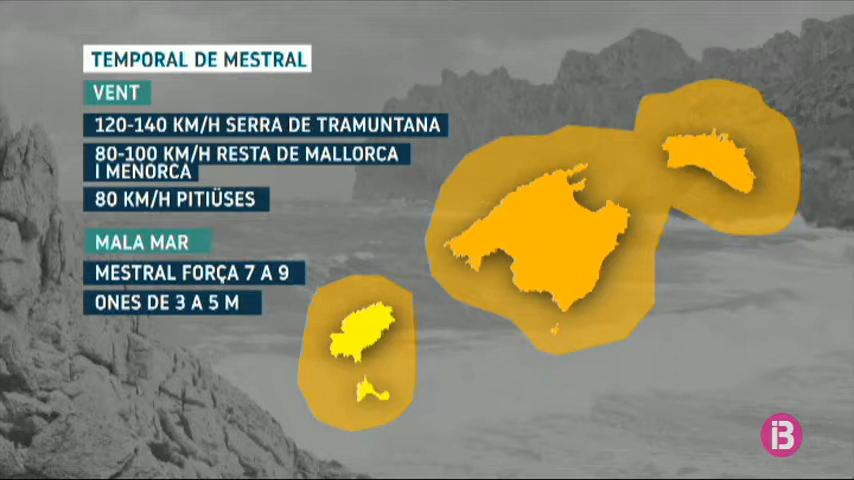 TEMPORAL DE MESTRAL
VENT
120-140 KM/H SERRA DE TRAMUNTANA
80-100 KM/H RESTA DE MALLORCA
I MENORCA
80 KM/H PITIÜSES
MALA MAR
MESTRAL FORÇA 7 A 9
ONES DE 3 A 5 M
iB